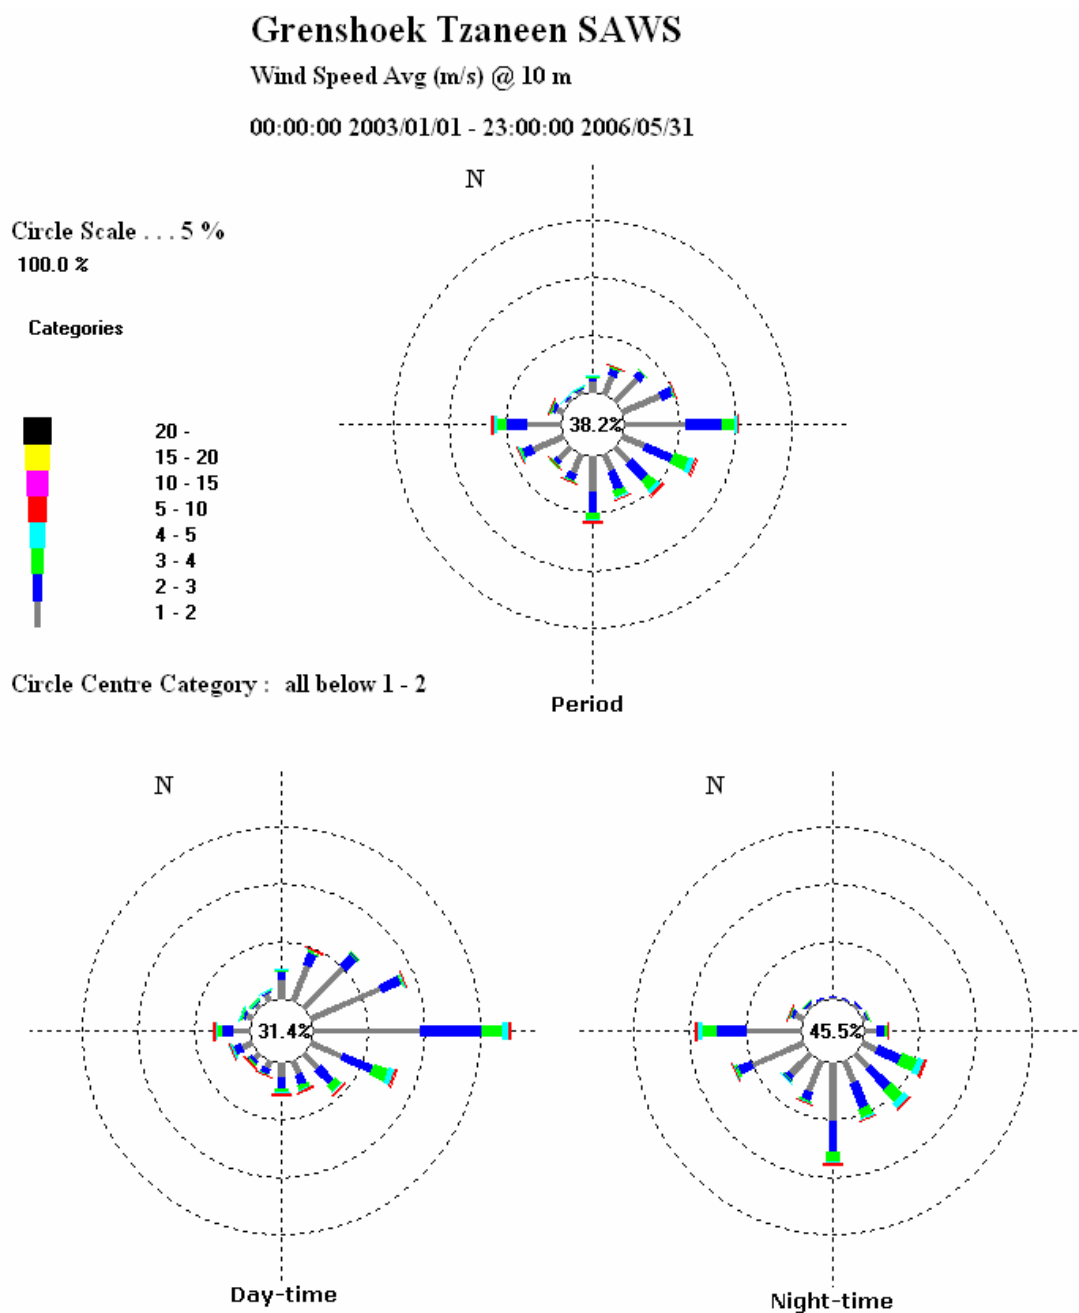 Grenshoek Tzaneen SAWS
Wind Speed Avg (m/s) @ 10 m
00:00:00 2003/01/01 - 23:00:00 2006/05/31
N
Circle Scale . . . 5 %
100.0 %
Categories
38.2%
20 -
15 - 20
10 - 15
5 - 10
4 - 5
3 - 4
2 - 3
1 - 2
Circle Centre Category : all below 1 - 2
Period
N
N
31.4%
45.5%
Day-time
Night-time